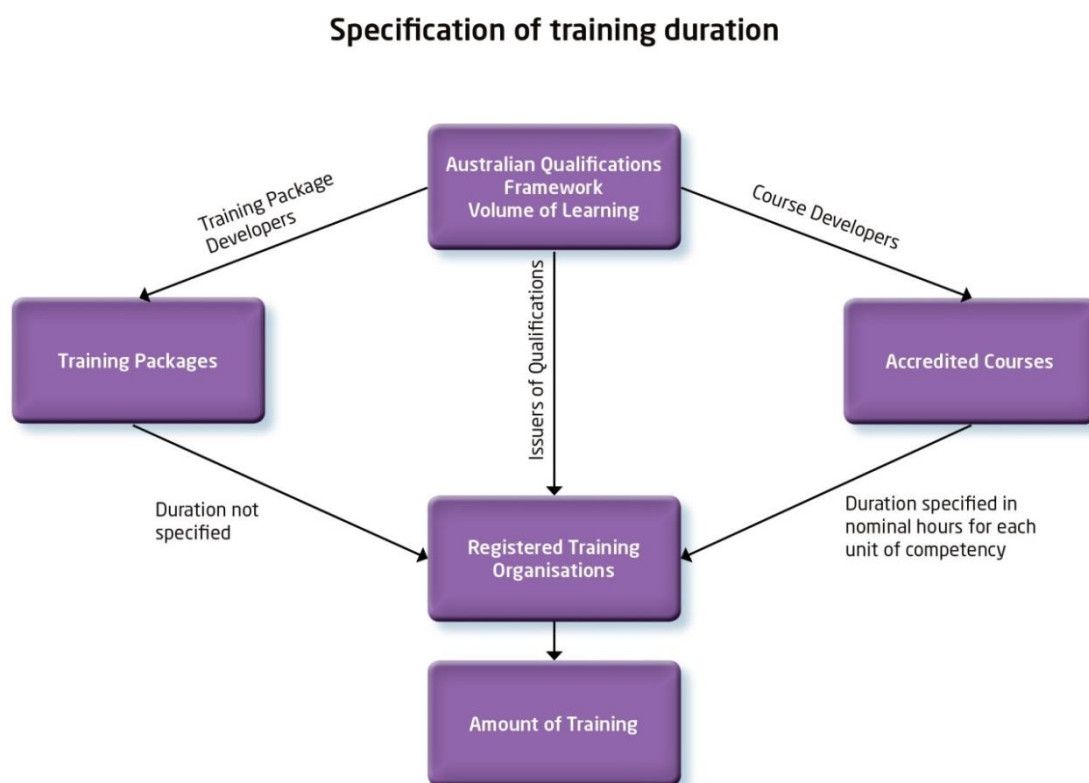 Specification of training duration
Australian Qualifications
Framework
Volume of Learning
Training Package
Developers
Course Developers
Issuers of Qualifications
Training Packages
Accredited Courses
Duration not
specified
Duration specified in
nominal hours for each
unit of competency
Registered Training
Organisations
Amount of Training